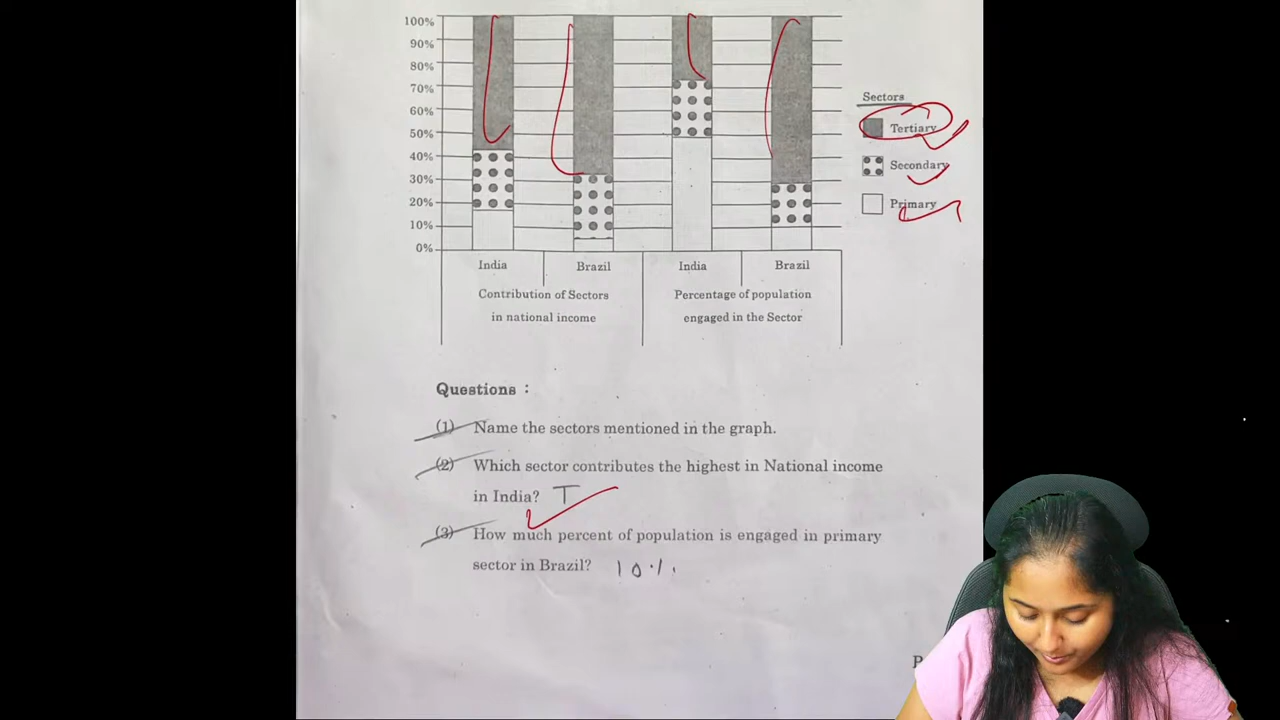 100%
90%
80%
70%
60%
50%
40%
30%
20%
10%
0%
Sectors
Tertiary
Secondary
Primary
India Brazil India Brazil
Contribution of Sectors
in national income
Percentage of population
engaged in the Sector
Questions :
(1) Name the sectors mentioned in the graph.
(2) Which sector contributes the highest in National income
in India? T
(3) How much percent of population is engaged in primary
sector in Brazil? 10%
P